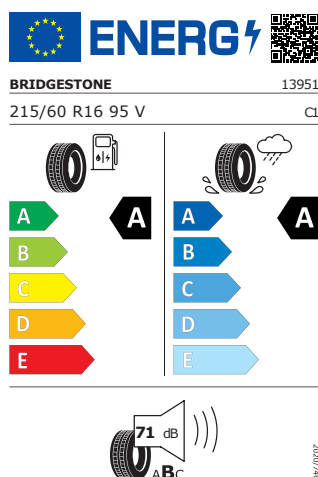 ENERG
BRIDGESTONE 13951
215/60 R16 95 V C1
A A
B
C
D
E
A A
B
C
D
E
71 dB
ABC